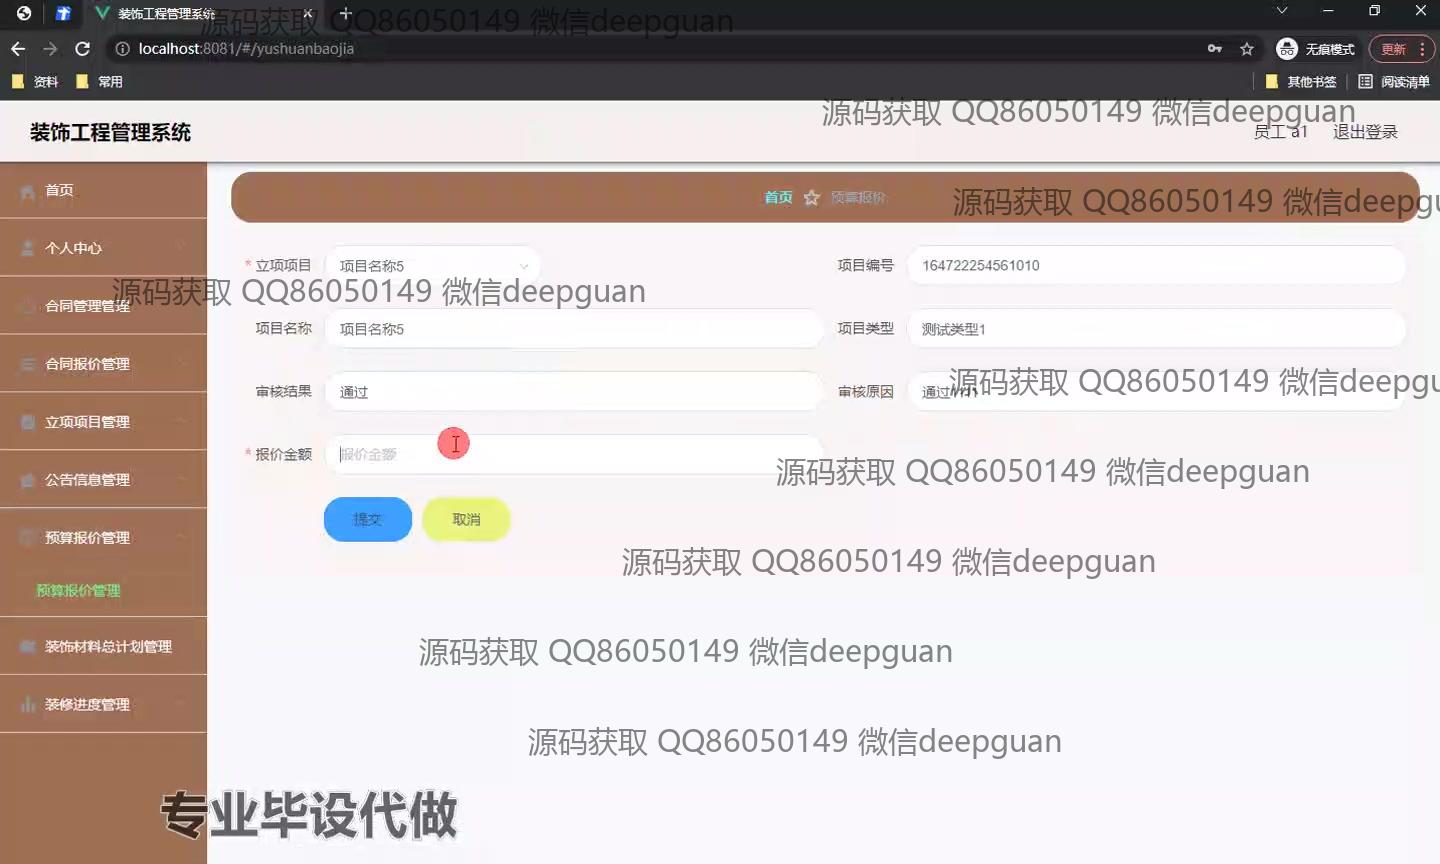 装饰工程管理系统
源码获取 QQ86050149 微信deepguan
localhost:8081/#/yushuanbaojia
无痕模式
更新
资料
常用
其他书签
阅读清单
源码获取 QQ86050149 微信deepguan
装饰工程管理系统
员工 a1
退出登录
首页
首页
预算报价
源码获取 QQ86050149 微信deepgu
个人中心
* 立项项目
项目名称5
项目编号
164722254561010
源码获取 QQ86050149 微信deepguan
合同管理管理
项目名称
项目名称5
项目类型
测试类型1
合同报价管理
审核结果
通过
审核原因
通过
源码获取 QQ86050149 微信deepgu
立项项目管理
* 报价金额
报价金额
源码获取 QQ86050149 微信deepguan
公告信息管理
提交
取消
预算报价管理
源码获取 QQ86050149 微信deepguan
预算报价管理
装饰材料总计划管理
源码获取 QQ86050149 微信deepguan
装修进度管理
源码获取 QQ86050149 微信deepguan
专业毕设代做